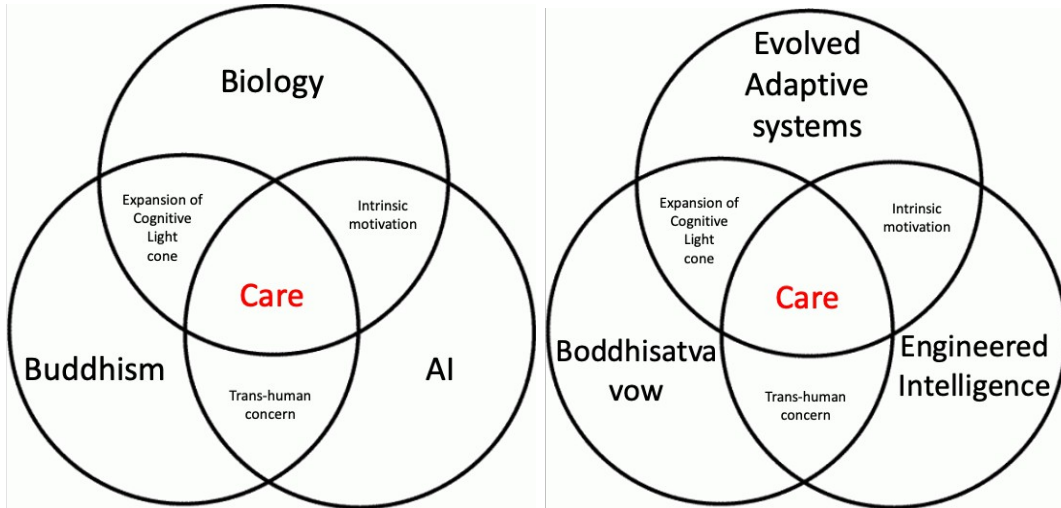 Biology
Expansion of
Cognitive
Light
cone
Intrinsic
motivation
Care
Buddhism
AI
Trans-human
concern
Evolved
Adaptive
systems
Expansion of
Cognitive
Light
cone
Intrinsic
motivation
Care
Boddhisatva
vow
Engineered
Intelligence
Trans-human
concern